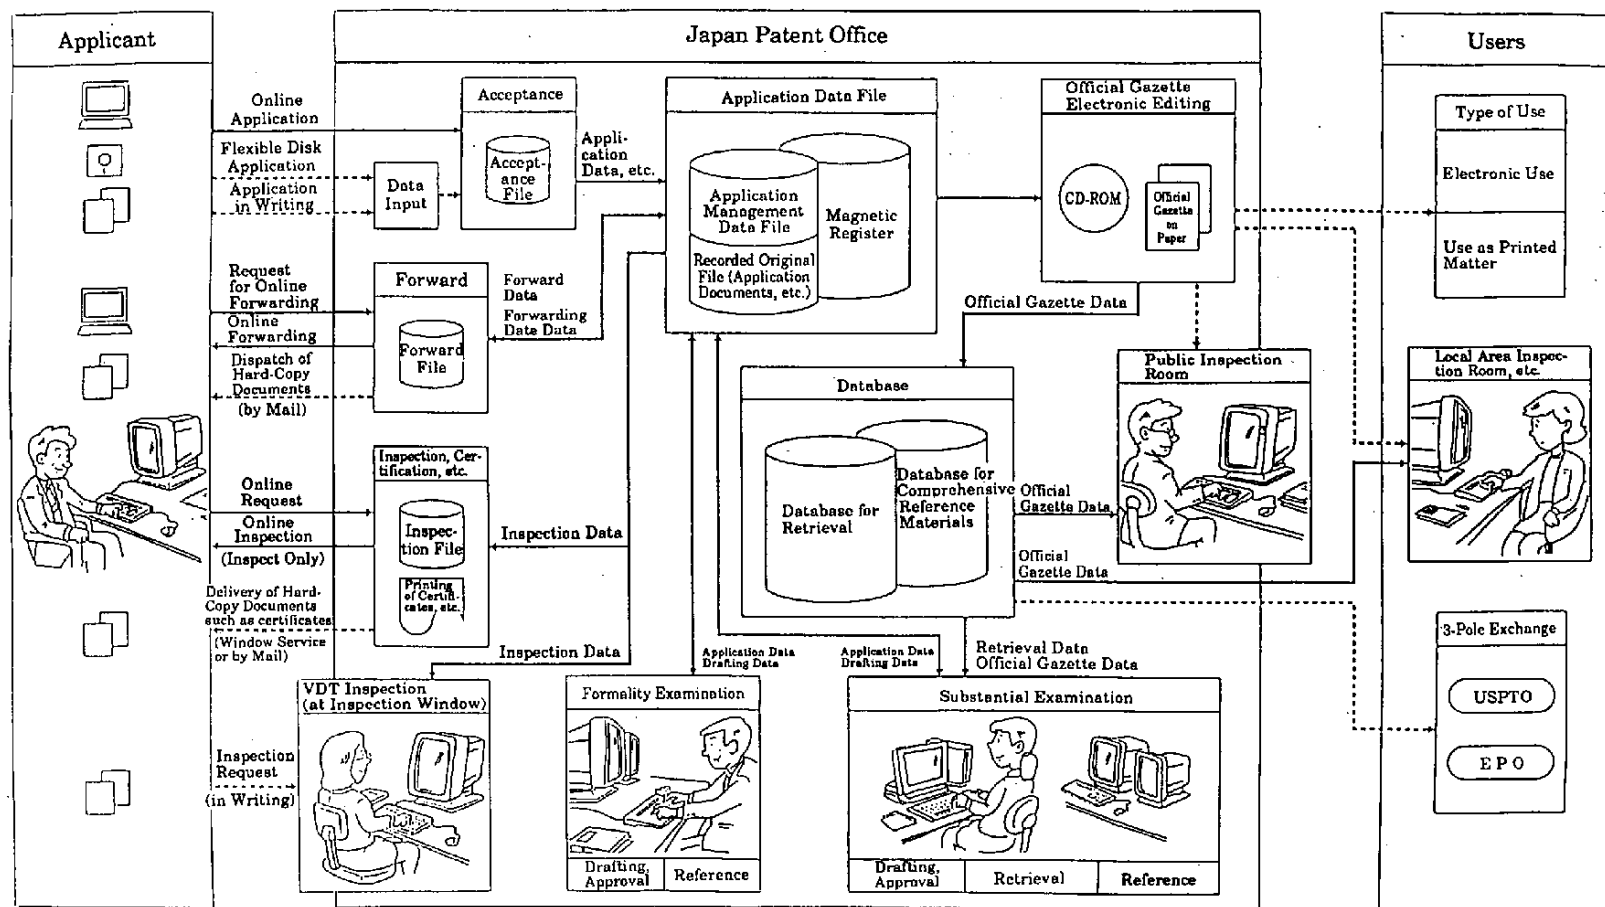 Applicant
Japan Patent Office
Users
Online
Application
Flexible Disk
Application
Application
in Writing
Data
Input
Acceptance
Accept-
ance
File
Appli-
cation
Data, etc.
Application Data File
Application
Management
Data File
Magnetic
Register
Recorded Original
File (Application
Documents, etc.)
Official Gazette
Electronic Editing
CD-ROM
Official
Gazette
on
Paper
Type of Use
Electronic Use
Use as Printed
Matter
Request
for Online
Forwarding
Online
Forwarding
Dispatch of
Hard-Copy
Documents
(by Mail)
Forward
Forward
File
Forward
Data
Forwarding
Date Data
Official Gazette Data
Public Inspection
Room
Local Area Inspec-
tion Room, etc.
Database
Database for
Retrieval
Database for
Comprehensive
Reference
Materials
Official
Gazette Data
Official
Gazette Data
Online
Request
Online
Inspection
(Inspect Only)
Inspection, Cer-
tification, etc.
Inspec-
tion File
Printing
of Certifi-
cates, etc.
Inspection Data
Delivery of Hard-
Copy Documents
such as certificates
(Window Service
or by Mail)
Inspection Data
Application Data
Drafting Data
Application Data
Drafting Data
Retrieval Data
Official Gazette Data
3-Pole Exchange
USPTO
EPO
VDT Inspection
(at Inspection Window)
Inspection
Request
(in Writing)
Formality Examination
Drafting,
Approval
Reference
Substantial Examination
Drafting,
Approval
Retrieval
Reference